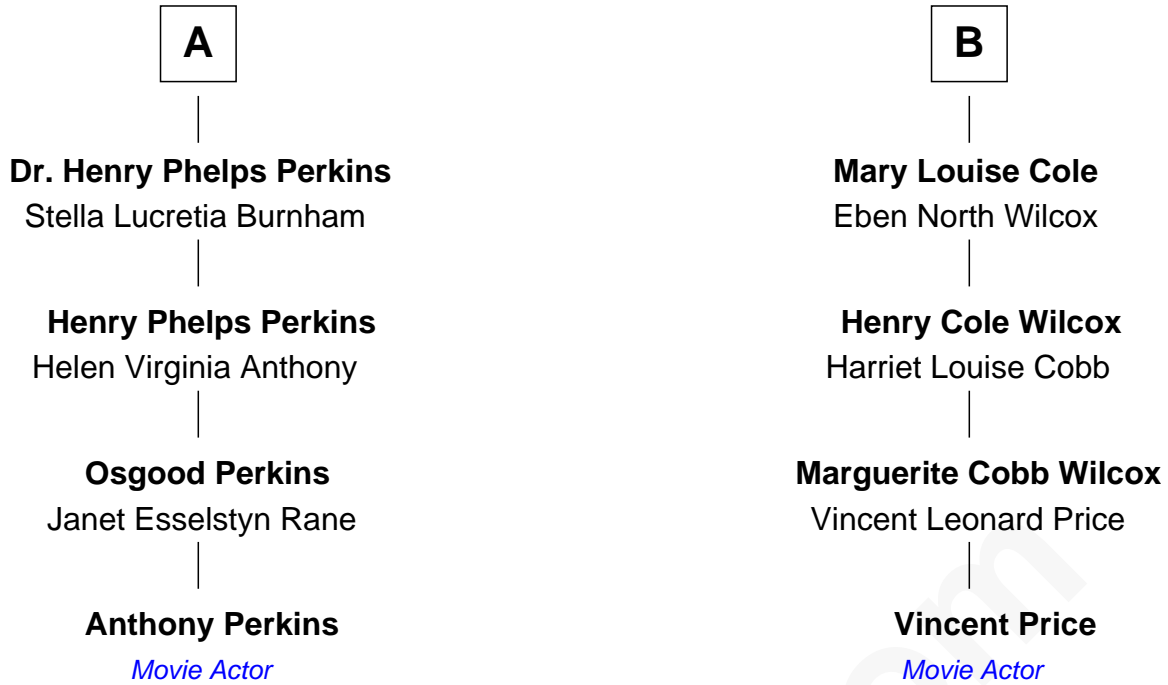 A
Dr. Henry Phelps Perkins
Stella Lucretia Burnham
Henry Phelps Perkins
Helen Virginia Anthony
Osgood Perkins
Janet Esselstyn Rane
Anthony Perkins
Movie Actor
B
Mary Louise Cole
Eben North Wilcox
Henry Cole Wilcox
Harriet Louise Cobb
Marguerite Cobb Wilcox
Vincent Leonard Price
Vincent Price
Movie Actor